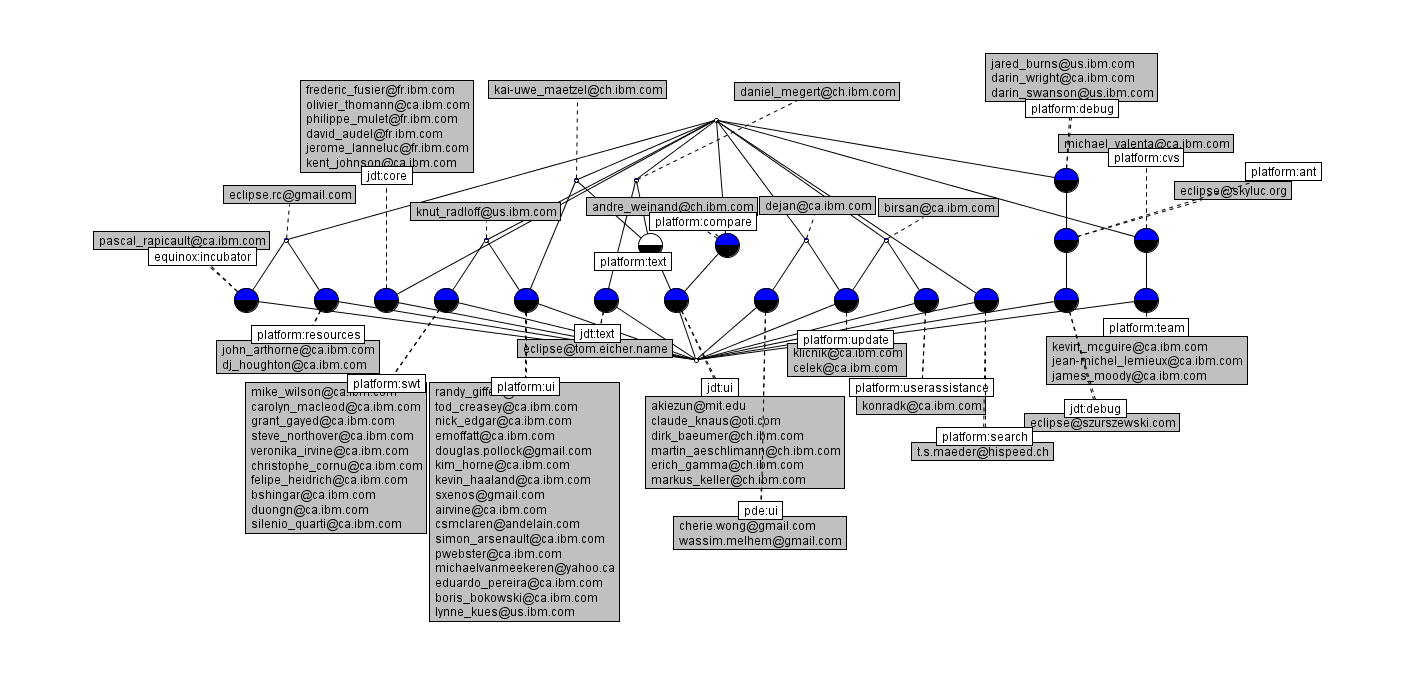 jared_burns@us.ibm.com
darin_wright@ca.ibm.com
darin_swanson@us.ibm.com
platform:debug
frederic_fusier@fr.ibm.com
olivier_thomann@ca.ibm.com
philippe_mulet@fr.ibm.com
david_audel@fr.ibm.com
jerome_lanneluc@fr.ibm.com
kent_johnson@ca.ibm.com
jdt:core
kai-uwe_maetzel@ch.ibm.com
daniel_megert@ch.ibm.com
michael_valenta@ca.ibm.com
platform:cvs
platform:ant
eclipse@skyluc.org
eclipse.rc@gmail.com
knut_radloff@us.ibm.com
andre_weinand@ch.ibm.com
platform:compare
dejan@ca.ibm.com
birsan@ca.ibm.com
pascal_rapicault@ca.ibm.com
equinox:incubator
platform:text
platform:resources
john_arthorne@ca.ibm.com
dj_houghton@ca.ibm.com
jdt:text
eclipse@tom.eicher.name
platform:update
klicnik@ca.ibm.com
celek@ca.ibm.com
platform:team
kevin_mcguire@ca.ibm.com
jean-michel_lemieux@ca.ibm.com
james_moody@ca.ibm.com
platform:swt
mike_wilson@ca.ibm.com
carolyn_macleod@ca.ibm.com
grant_gayed@ca.ibm.com
steve_northover@ca.ibm.com
veronika_irvine@ca.ibm.com
christophe_cornu@ca.ibm.com
felipe_heidrich@ca.ibm.com
bshingar@ca.ibm.com
duongn@ca.ibm.com
silenio_quarti@ca.ibm.com
platform:ui
tod_creasey@ca.ibm.com
nick_edgar@ca.ibm.com
emoffatt@ca.ibm.com
douglas.pollock@gmail.com
kim_horne@ca.ibm.com
kevin_haaland@ca.ibm.com
sxenos@gmail.com
airvine@ca.ibm.com
csmclaren@andelain.com
simon_arsenault@ca.ibm.com
pwebster@ca.ibm.com
michaelvanmeekeren@yahoo.ca
eduardo_pereira@ca.ibm.com
boris_bokowski@ca.ibm.com
lynne_kues@us.ibm.com
jdt:ui
akiezun@mit.edu
claude_knaus@oti.com
dirk_baeumer@ch.ibm.com
martin_aeschlimann@ch.ibm.com
erich_gamma@ch.ibm.com
markus_keller@ch.ibm.com
platform:userassistance
konradk@ca.ibm.com
jdt:debug
eclipse@szurszewski.com
platform:search
t.s.maeder@hispeed.ch
pde:ui
cherie.wong@gmail.com
wassim.melhem@gmail.com